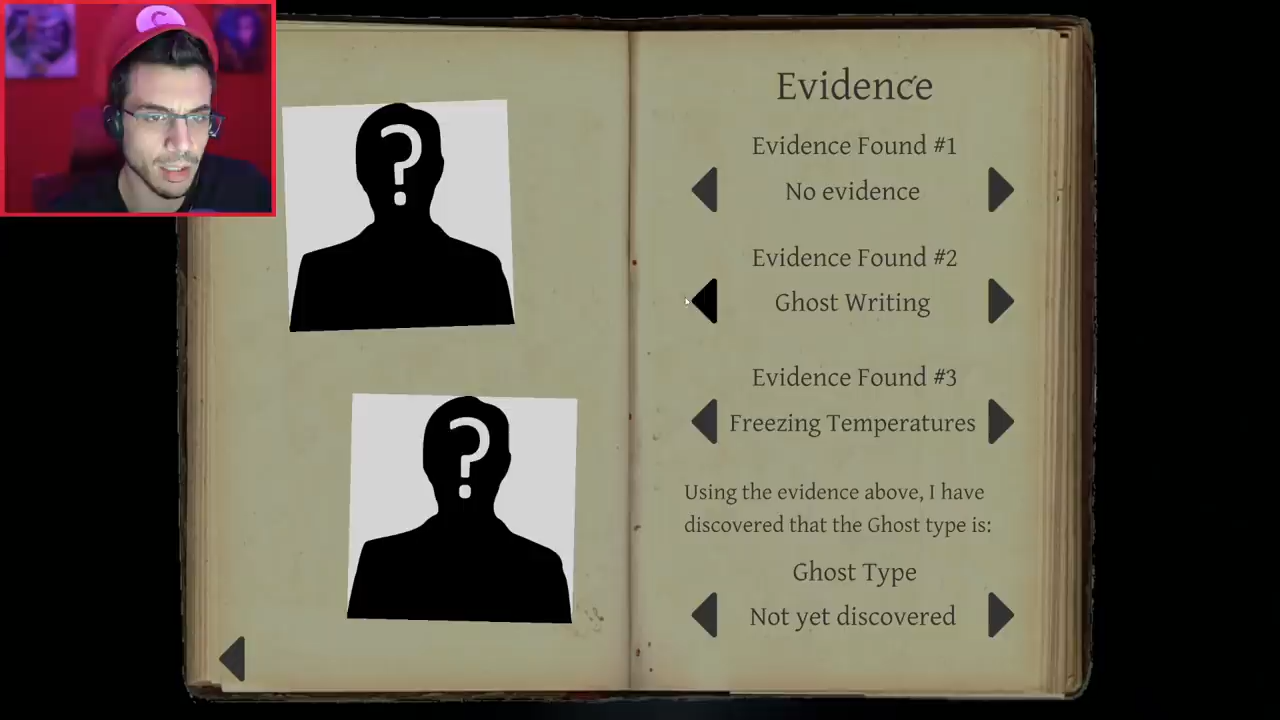 C
?
?
Evidence
Evidence Found #1
No evidence
Evidence Found #2
Ghost Writing
Evidence Found #3
Freezing Temperatures
Using the evidence above, I have
discovered that the Ghost type is:
Ghost Type
Not yet discovered